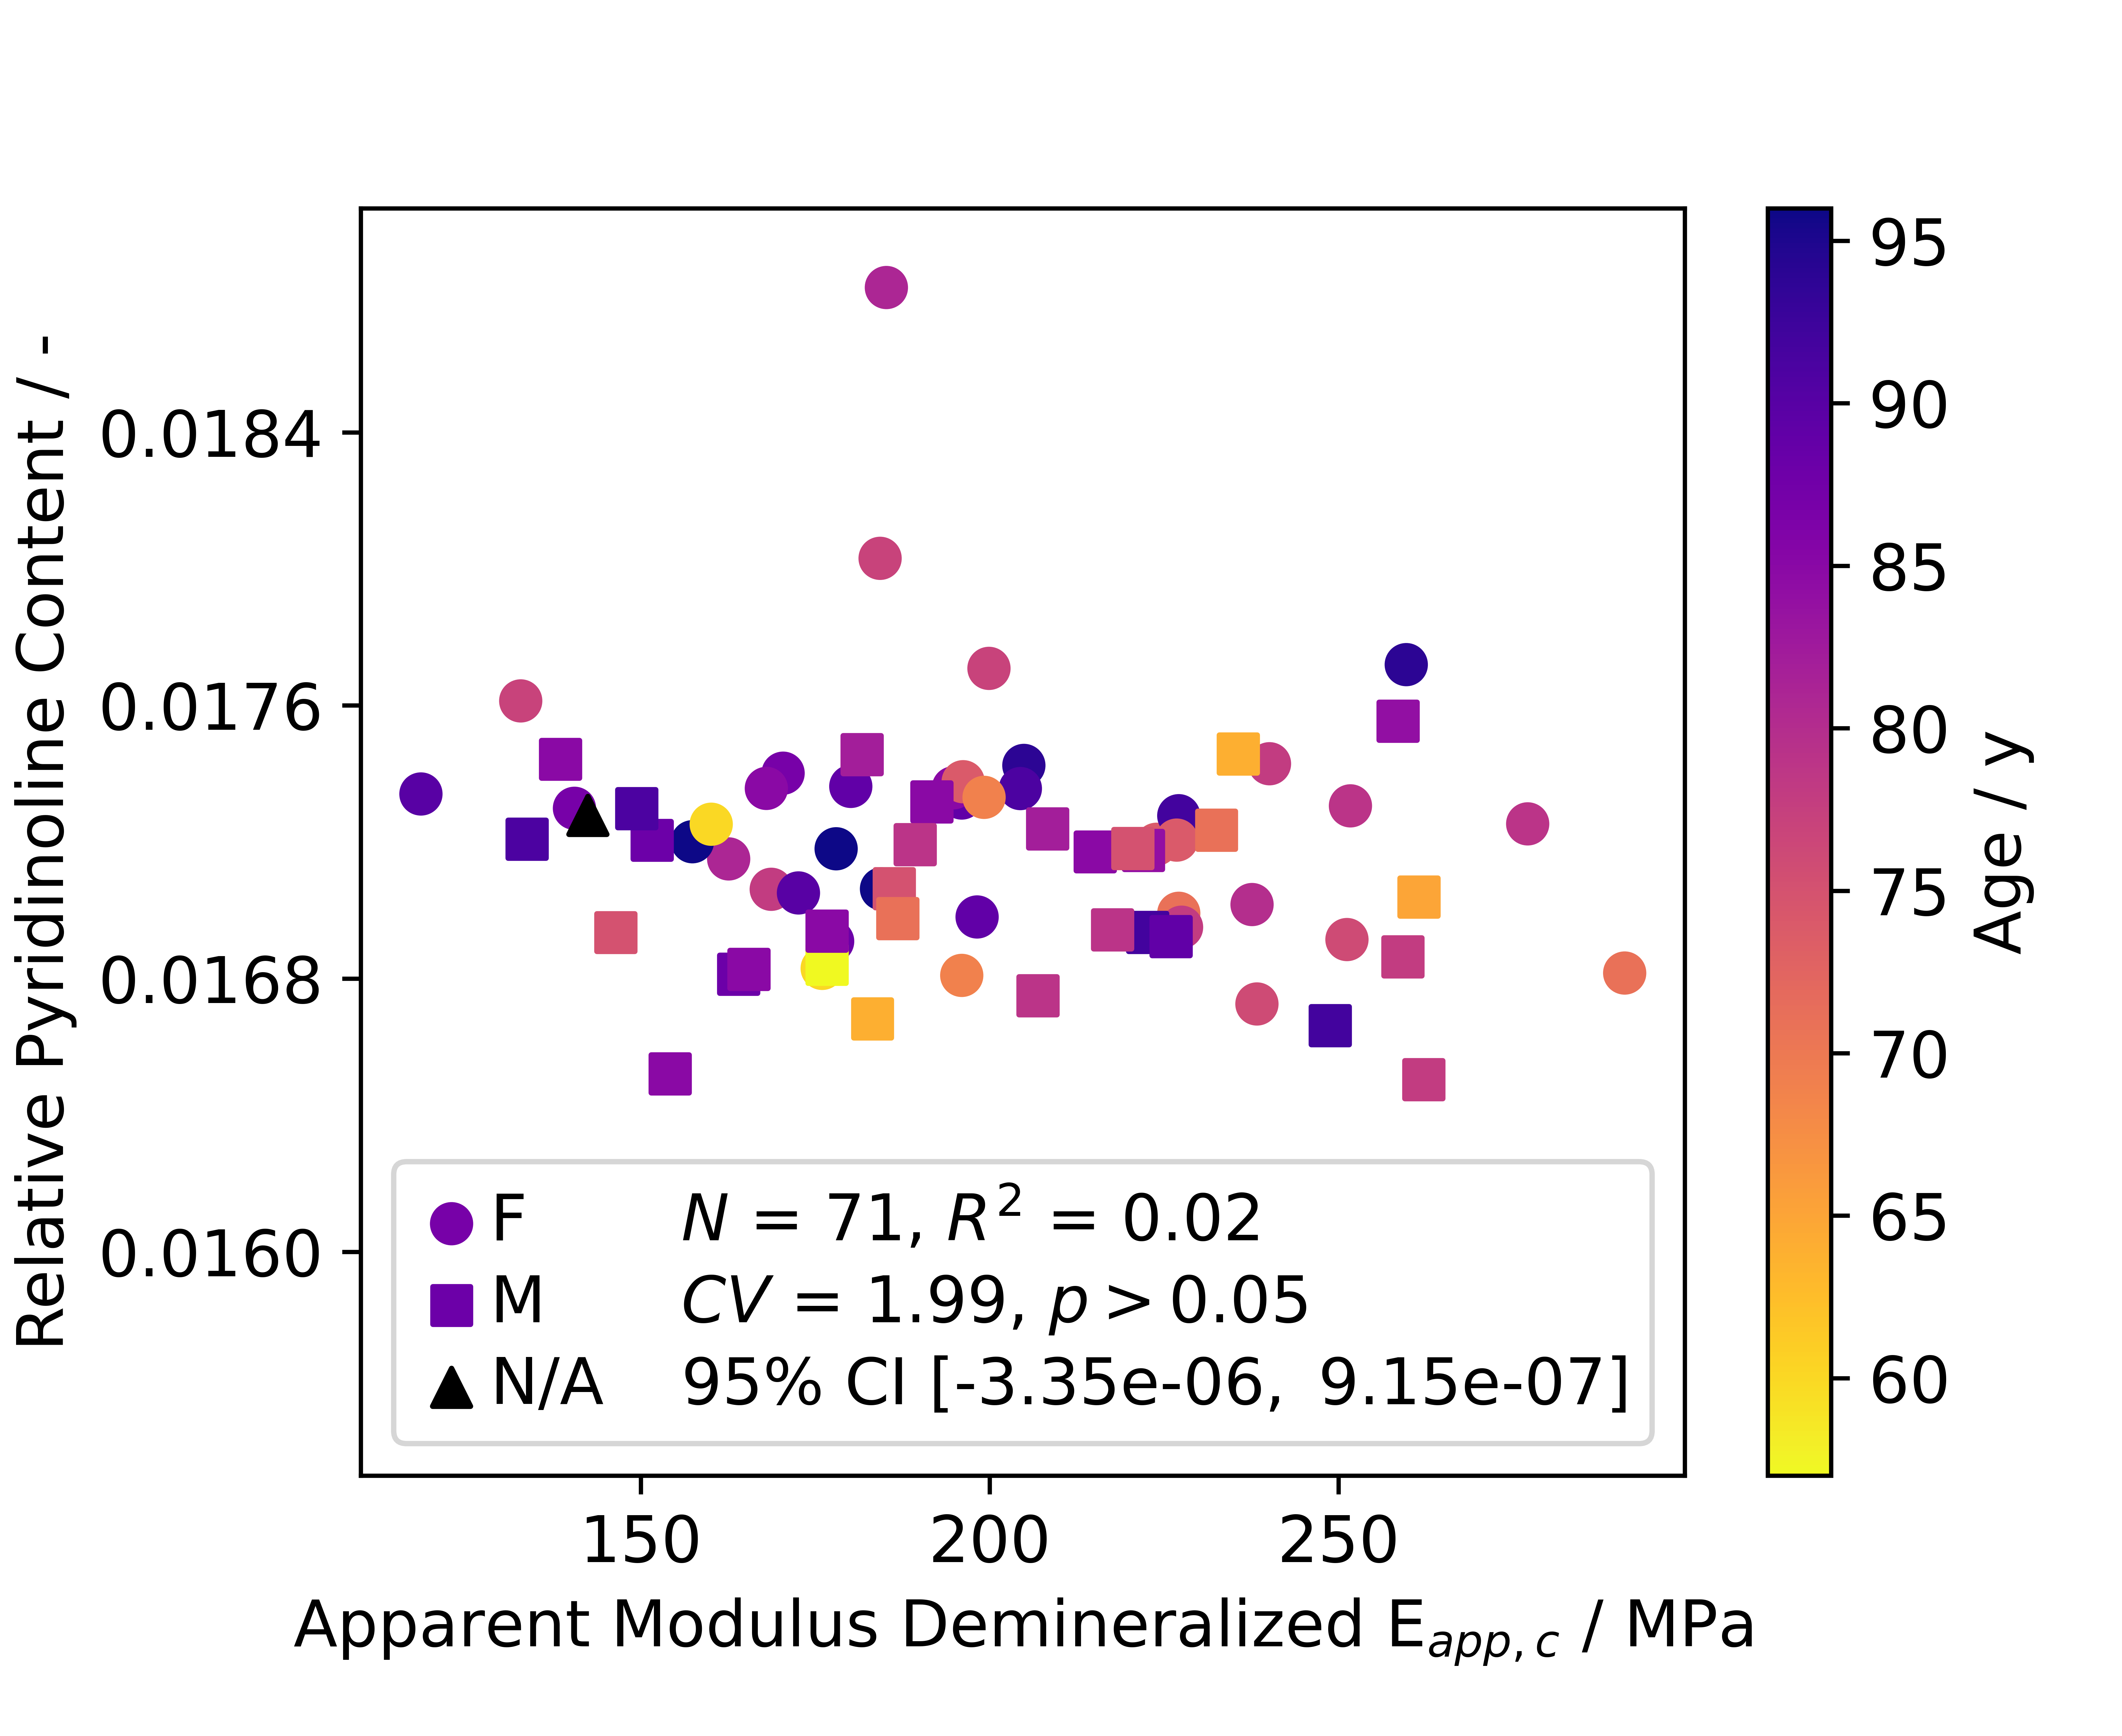 Relative Pyridinoline Content / -
0.0184
0.0176
0.0168
0.0160
F
M
N/A
N = 71, R² = 0.02
CV = 1.99, p > 0.05
95% CI [-3.35e-06, 9.15e-07]
150
200
250
Apparent Modulus Demineralized E_app, c / MPa
95
90
85
80
75
70
65
60
Age / y